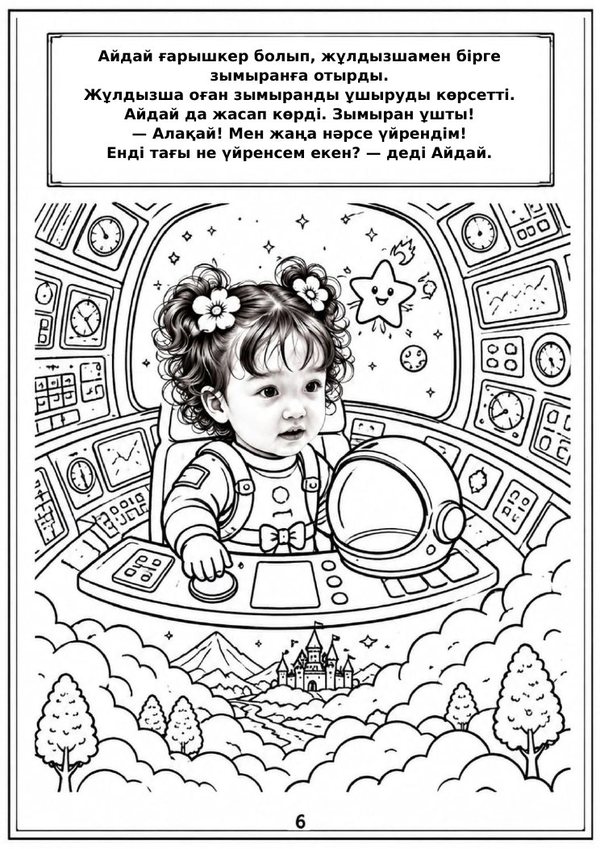 Айдай ғарышкер болып, жұлдызшамен бірге
зымыранға отырды.
Жұлдызша оған зымыранды ұшыруды көрсетті.
Айдай да жасап көрді. Зымыран ұшты!
— Алақай! Мен жаңа нәрсе үйрендім!
Енді тағы не үйренсем екен? — деді Айдай.
6